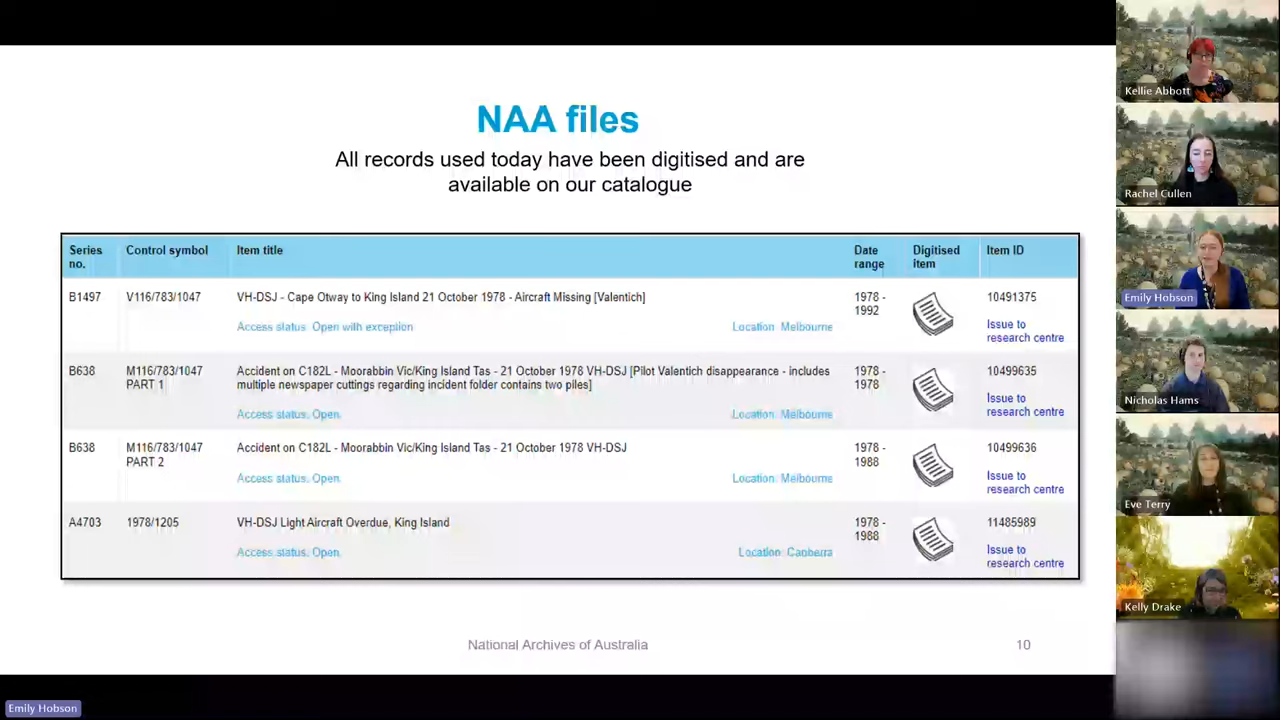 NAA files
All records used today have been digitised and are
available on our catalogue
Series no. Control symbol Item title Date range Digitised item Item ID
B1497 V116/783/1047 VH-DSJ - Cape Otway to King Island 21 October 1978 - Aircraft Missing [Valentich] 1978 - 1992 10491375
Access status: Open with exception Location: Melbourne Issue to research centre
B638 M116/783/1047 PART 1 Accident on C182L - Moorabbin Vic/King Island Tas - 21 October 1978 VH-DSJ [Pilot Valentich disappearance - includes 1978 - 1978 10499635
multiple newspaper cuttings regarding incident folder contains two piles]
Access status: Open Location: Melbourne Issue to research centre
B638 M116/783/1047 PART 2 Accident on C182L - Moorabbin Vic/King Island Tas - 21 October 1978 VH-DSJ 1978 - 1988 10499636
Access status: Open Location: Melbourne Issue to research centre
A4703 1978/1205 VH-DSJ Light Aircraft Overdue, King Island 1978 - 1988 11485989
Access status: Open Location: Canberra Issue to research centre
National Archives of Australia 10
Emily Hobson
Kellie Abbott
Rachel Cullen
Emily Hobson
Nicholas Hams
Eve Terry
Kelly Drake